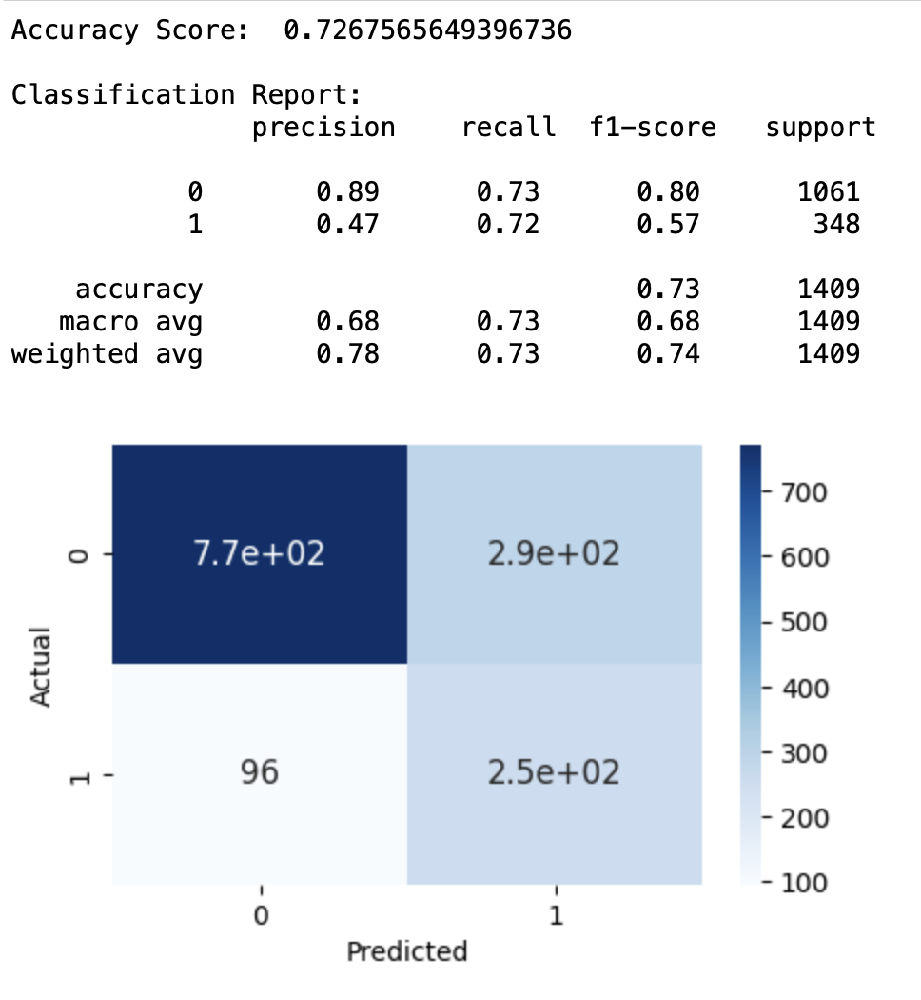 Accuracy Score:  0.7267565649396736
Classification Report:
precision    recall  f1-score   support
0       0.89      0.73      0.80      1061
1       0.47      0.72      0.57       348
accuracy                           0.73      1409
macro avg       0.68      0.73      0.68      1409
weighted avg       0.78      0.73      0.74      1409
700
0 7.7e+02 2.9e+02
600
500
Actual
400
1 96 2.5e+02
300
200
100
0 1
Predicted